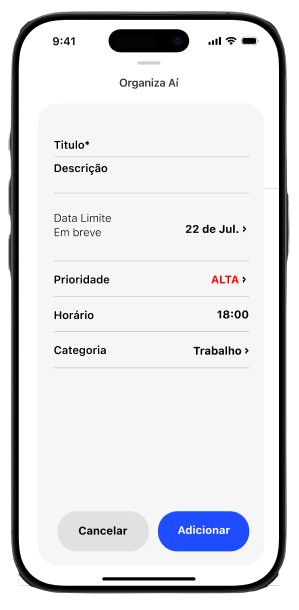 9:41
Organiza Aí
Titulo*
Descrição
Data Limite
Em breve
22 de Jul. ›
Prioridade ALTA ›
Horário 18:00
Categoria Trabalho ›
Cancelar Adicionar